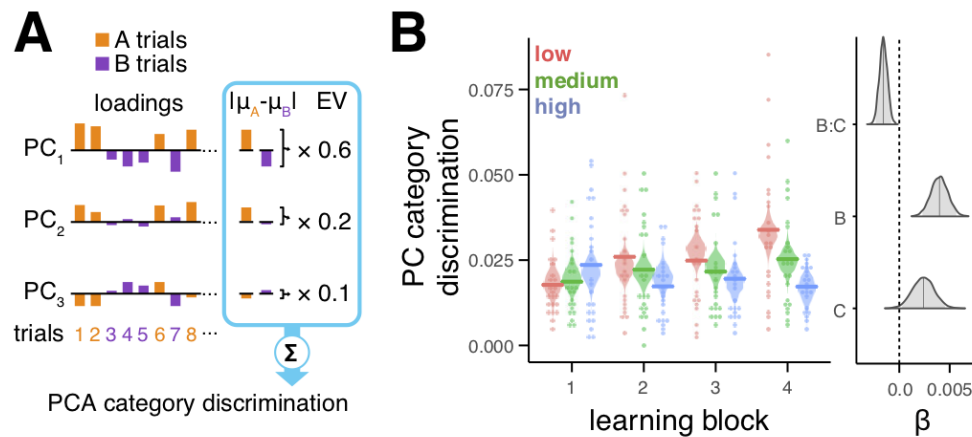 A
A trials
B trials
loadings
|μA-μB| EV
PC1
... × 0.6
PC2
... × 0.2
PC3
... × 0.1
trials 1 2 3 4 5 6 7 8 ...
Σ
PCA category discrimination
B
low
medium
high
PC category
discrimination
0.075
0.050
0.025
0.000
1 2 3 4
learning block
B:C
B
C
0.0 0.005
β